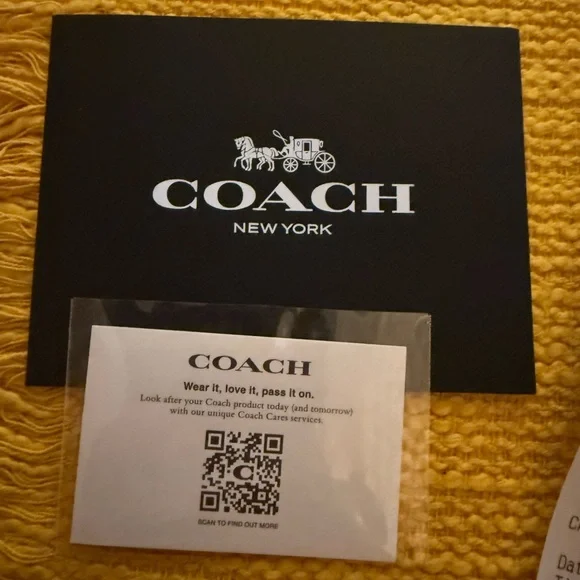 COACH
NEW YORK
COACH
Wear it, love it, pass it on.
Look after your Coach product today (and tomorrow)
with our unique Coach Cares services.
C
SCAN TO FIND OUT MORE